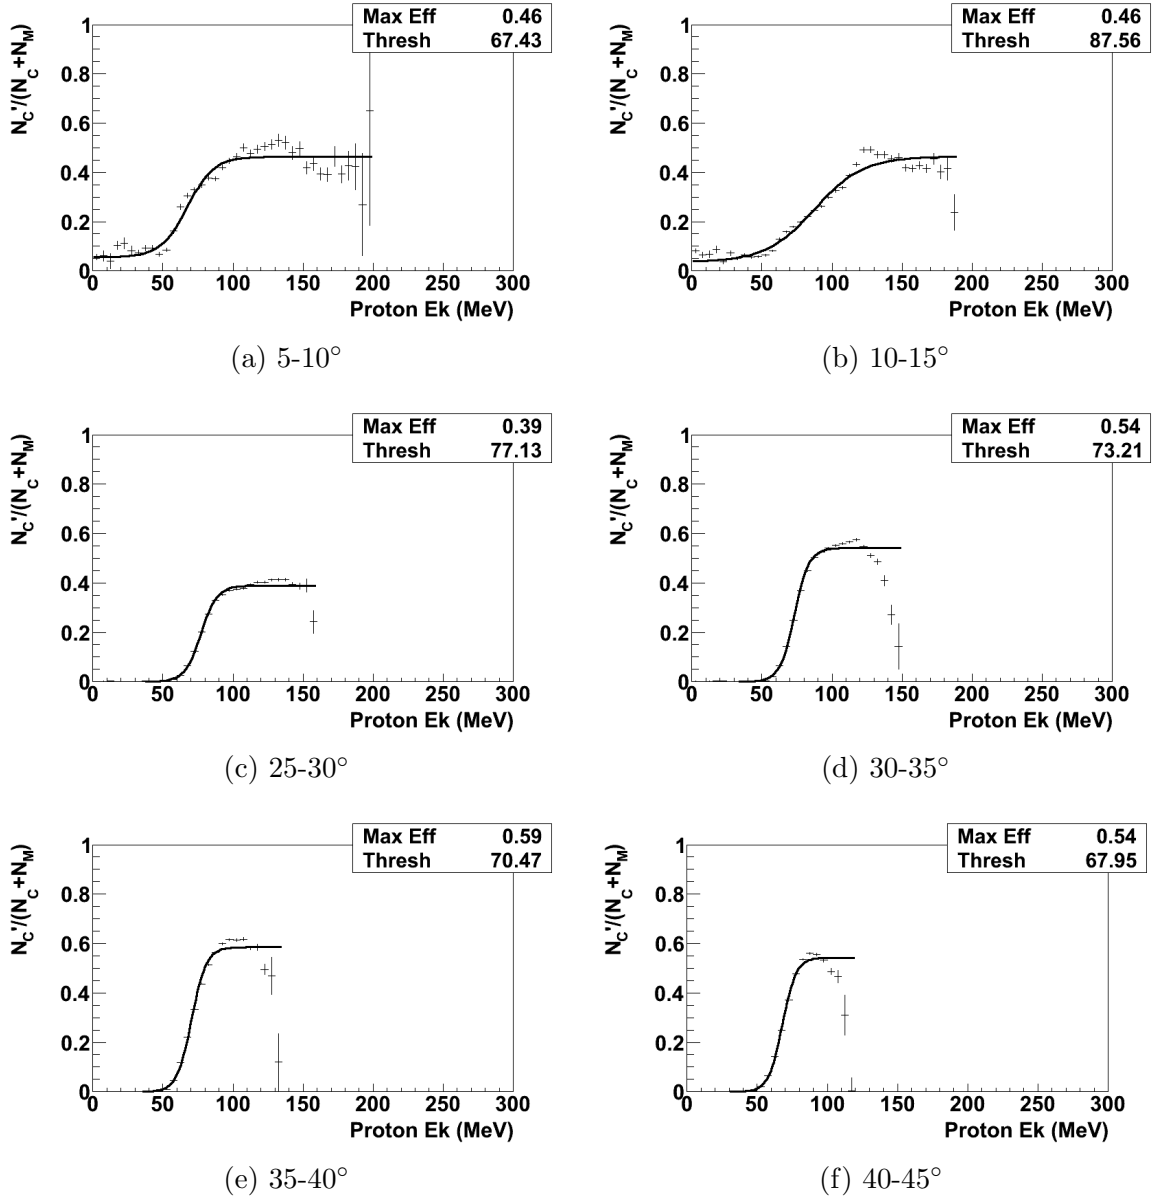 Max Eff 0.46
Thresh 67.43
N_C'/(N_C+N_M)
1
0.8
0.6
0.4
0.2
0
0 50 100 150 200 250 300
Proton Ek (MeV)
(a) 5-10°
Max Eff 0.46
Thresh 87.56
N_C'/(N_C+N_M)
1
0.8
0.6
0.4
0.2
0
0 50 100 150 200 250 300
Proton Ek (MeV)
(b) 10-15°
Max Eff 0.39
Thresh 77.13
N_C'/(N_C+N_M)
1
0.8
0.6
0.4
0.2
0
0 50 100 150 200 250 300
Proton Ek (MeV)
(c) 25-30°
Max Eff 0.54
Thresh 73.21
N_C'/(N_C+N_M)
1
0.8
0.6
0.4
0.2
0
0 50 100 150 200 250 300
Proton Ek (MeV)
(d) 30-35°
Max Eff 0.59
Thresh 70.47
N_C'/(N_C+N_M)
1
0.8
0.6
0.4
0.2
0
0 50 100 150 200 250 300
Proton Ek (MeV)
(e) 35-40°
Max Eff 0.54
Thresh 67.95
N_C'/(N_C+N_M)
1
0.8
0.6
0.4
0.2
0
0 50 100 150 200 250 300
Proton Ek (MeV)
(f) 40-45°